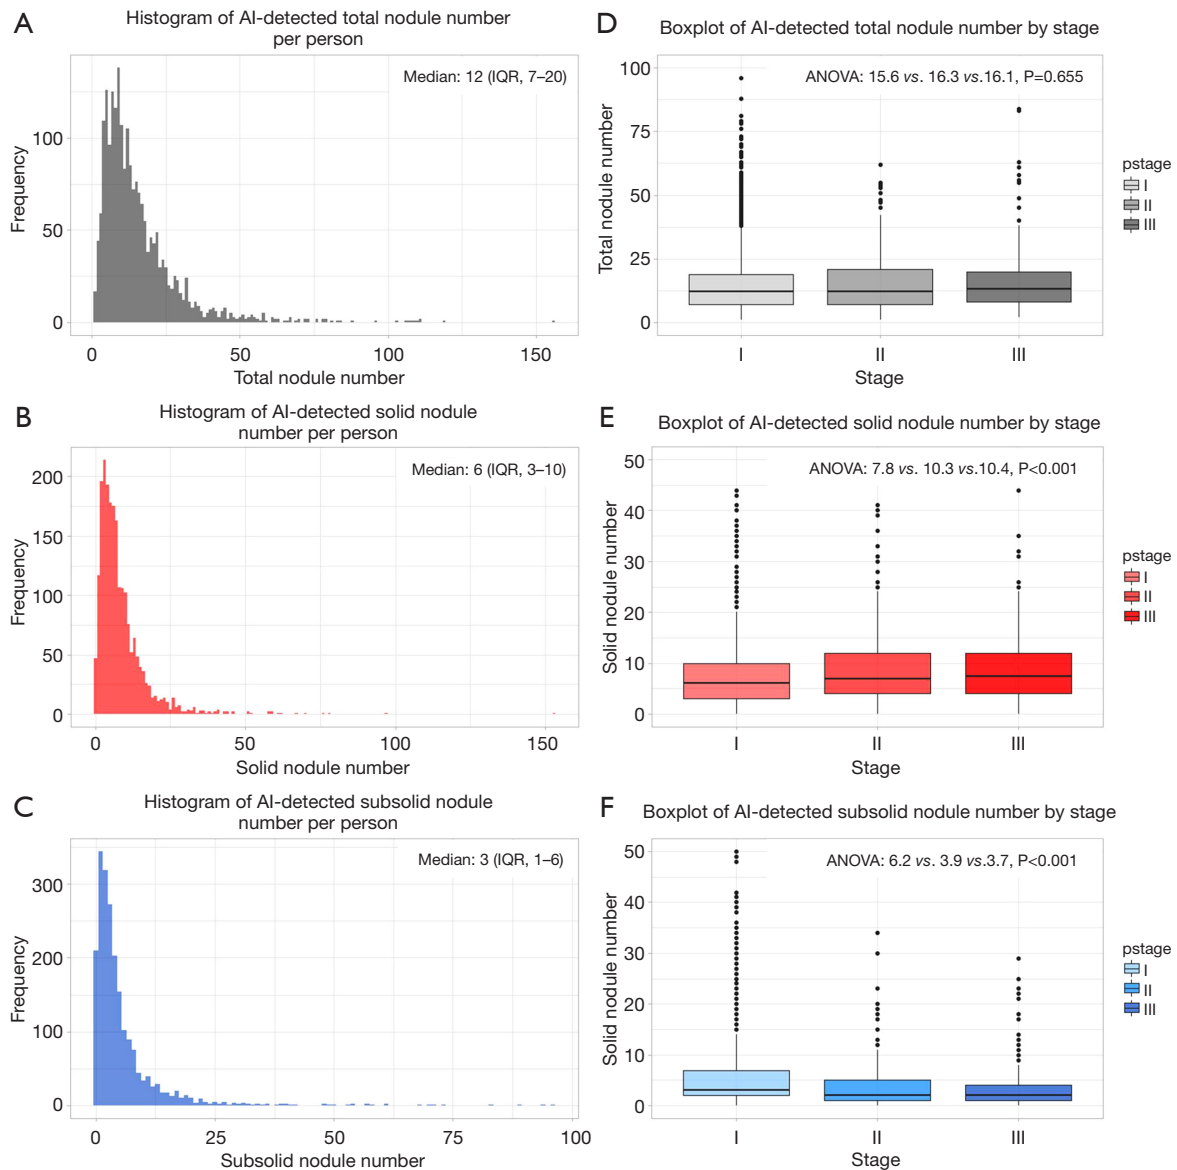 A
Histogram of AI-detected total nodule number
per person
Median: 12 (IQR, 7–20)
Frequency
100
50
0
0
50
100
150
Total nodule number
B
Histogram of AI-detected solid nodule
number per person
Median: 6 (IQR, 3–10)
Frequency
200
150
100
50
0
0
50
100
150
Solid nodule number
C
Histogram of AI-detected subsolid nodule
number per person
Median: 3 (IQR, 1–6)
Frequency
300
200
100
0
0
25
50
75
100
Subsolid nodule number
D
Boxplot of AI-detected total nodule number by stage
ANOVA: 15.6 vs. 16.3 vs.16.1, P=0.655
Total nodule number
100
75
50
25
0
I
II
III
Stage
pstage
I
II
III
E
Boxplot of AI-detected solid nodule number by stage
ANOVA: 7.8 vs. 10.3 vs.10.4, P<0.001
Solid nodule number
50
40
30
20
10
0
I
II
III
Stage
pstage
I
II
III
F
Boxplot of AI-detected subsolid nodule number by stage
ANOVA: 6.2 vs. 3.9 vs.3.7, P<0.001
Solid nodule number
50
40
30
20
10
0
I
II
III
Stage
pstage
I
II
III